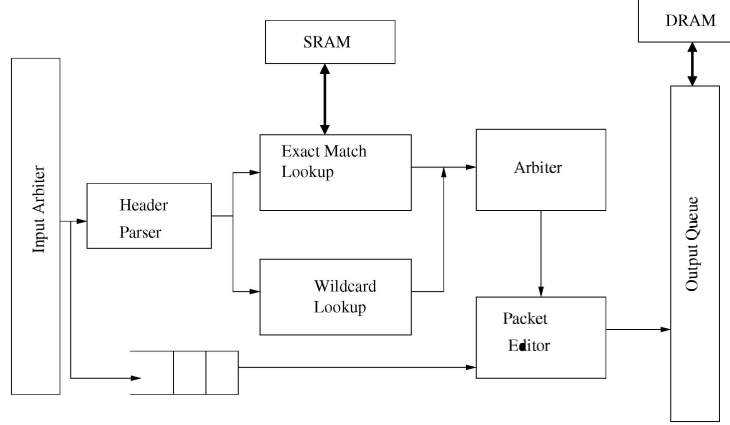 DRAM
SRAM
Exact Match
Lookup
Arbiter
Input Arbiter
Header
Parser
Output Queue
Wildcard
Lookup
Packet
Editor